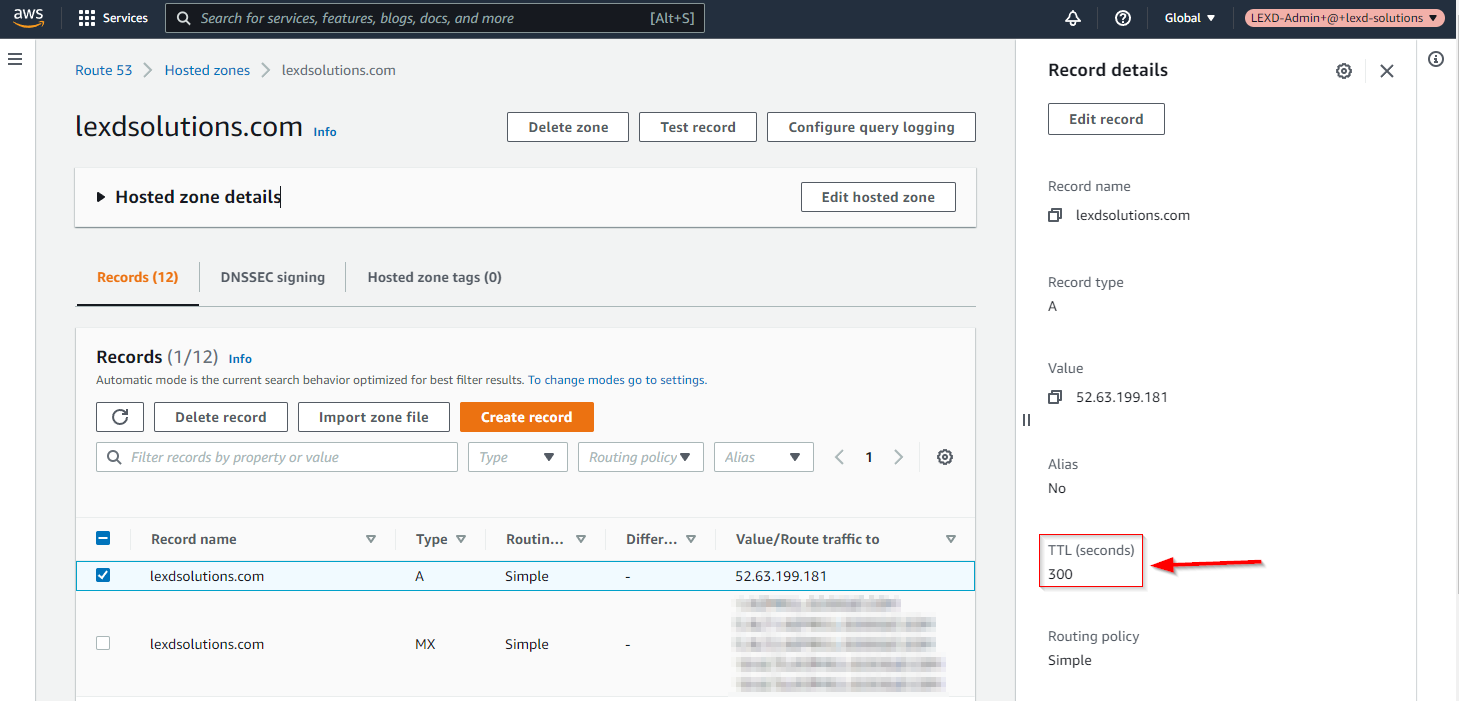 aws
Services
Search for services, features, blogs, docs, and more
[Alt+S]
Global
LEXD-Admin+@+lexd-solutions
Route 53
Hosted zones
lexdsolutions.com
lexdsolutions.com Info
Delete zone
Test record
Configure query logging
Hosted zone details
Edit hosted zone
Records (12)
DNSSEC signing
Hosted zone tags (0)
Records (1/12) Info
Automatic mode is the current search behavior optimized for best filter results. To change modes go to settings.
Delete record
Import zone file
Create record
Filter records by property or value
Type
Routing policy
Alias
1
Record name
Type
Routin...
Differ...
Value/Route traffic to
lexdsolutions.com
A
Simple
-
52.63.199.181
lexdsolutions.com
MX
Simple
-
Record details
Edit record
Record name
lexdsolutions.com
Record type
A
Value
52.63.199.181
Alias
No
TTL (seconds)
300
Routing policy
Simple